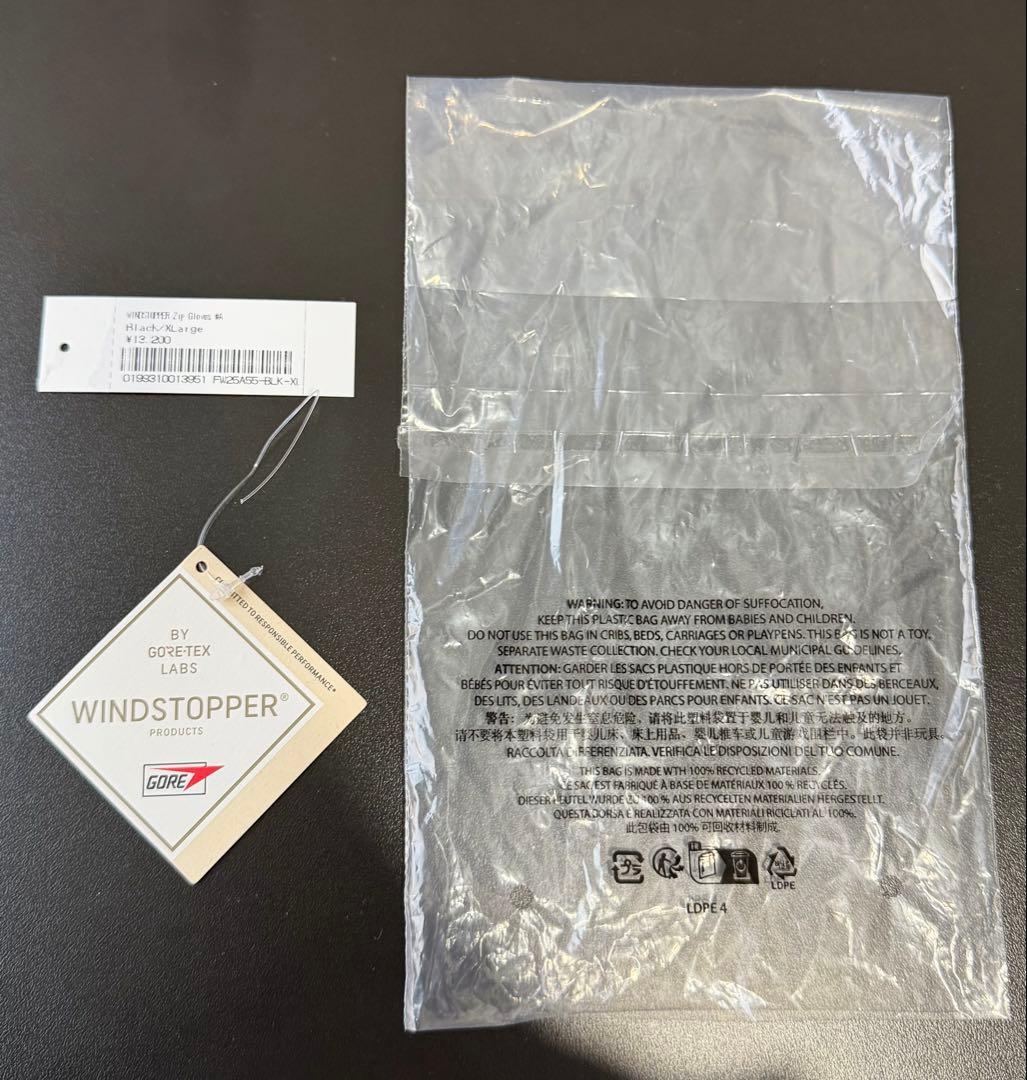 WINDSTOPPER Zip Gloves #A
Black/XLarge
¥13,200
0199310013951 FW25A55-BLK-XL
COMMITTED TO RESPONSIBLE PERFORMANCE
BY
GORE-TEX
LABS
WINDSTOPPER®
PRODUCTS
GORE
WARNING: TO AVOID DANGER OF SUFFOCATION,
KEEP THIS PLASTIC BAG AWAY FROM BABIES AND CHILDREN.
DO NOT USE THIS BAG IN CRIBS, BEDS, CARRIAGES OR PLAYPENS. THIS BAG IS NOT A TOY.
SEPARATE WASTE COLLECTION. CHECK YOUR LOCAL MUNICIPAL GUIDELINES.
ATTENTION: GARDER LES SACS PLASTIQUE HORS DE PORTÉE DES ENFANTS ET
BÉBÉS POUR ÉVITER TOUT RISQUE D'ÉTOUFFEMENT. NE PAS UTILISER DANS DES BERCEAUX,
DES LITS, DES LANDEAUX OU DES PARCS POUR ENFANTS. CE SAC N'EST PAS UN JOUET.
警告: 为避免发生窒息危险, 请将此塑料袋置于婴儿和儿童无法触及的地方。
请不要将本塑料袋用于婴儿床、床上用品、婴儿推车或儿童游戏围栏中。此袋并非玩具。
RACCOLTA DIFFERENZIATA. VERIFICA LE DISPOSIZIONI DEL TUO COMUNE.
THIS BAG IS MADE WTH 100% RECYCLED MATERIALS.
CE SAC EST FABRIQUÉ À BASE DE MATÉRIAUX 100 % RECYCLÉS.
DIESER BEUTEL WURDE ZU 100 % AUS RECYCELTEN MATERIALIEN HERGESTELLT.
QUESTA BORSA È REALIZZATA CON MATERIALI RICICLATI AL 100%.
此包袋由 100% 可回收材料制成.
LDPE
LDPE 4